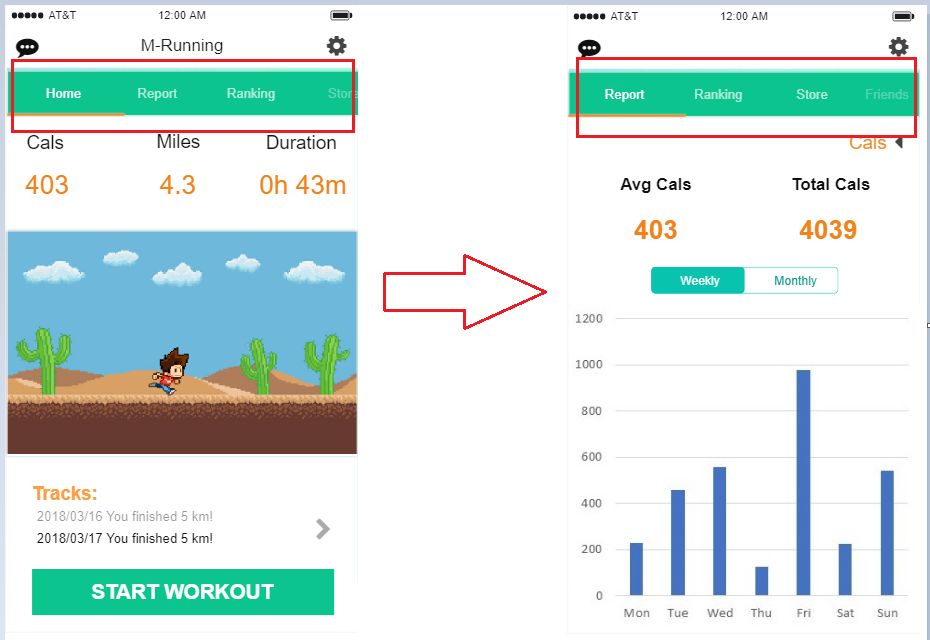 AT&T 12:00 AM
M-Running
Home Report Ranking Store
Cals Miles Duration
403 4.3 0h 43m
Tracks:
2018/03/16 You finished 5 km!
2018/03/17 You finished 5 km!
START WORKOUT
AT&T 12:00 AM
Report Ranking Store Friends
Cals
Avg Cals Total Cals
403 4039
Weekly Monthly
1200
1000
800
600
400
200
0
Mon Tue Wed Thu Fri Sat Sun